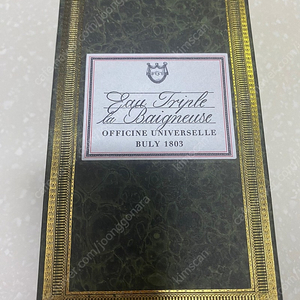 Eau Triple
la Baigneuse
OFFICINE UNIVERSELLE
BULY 1803